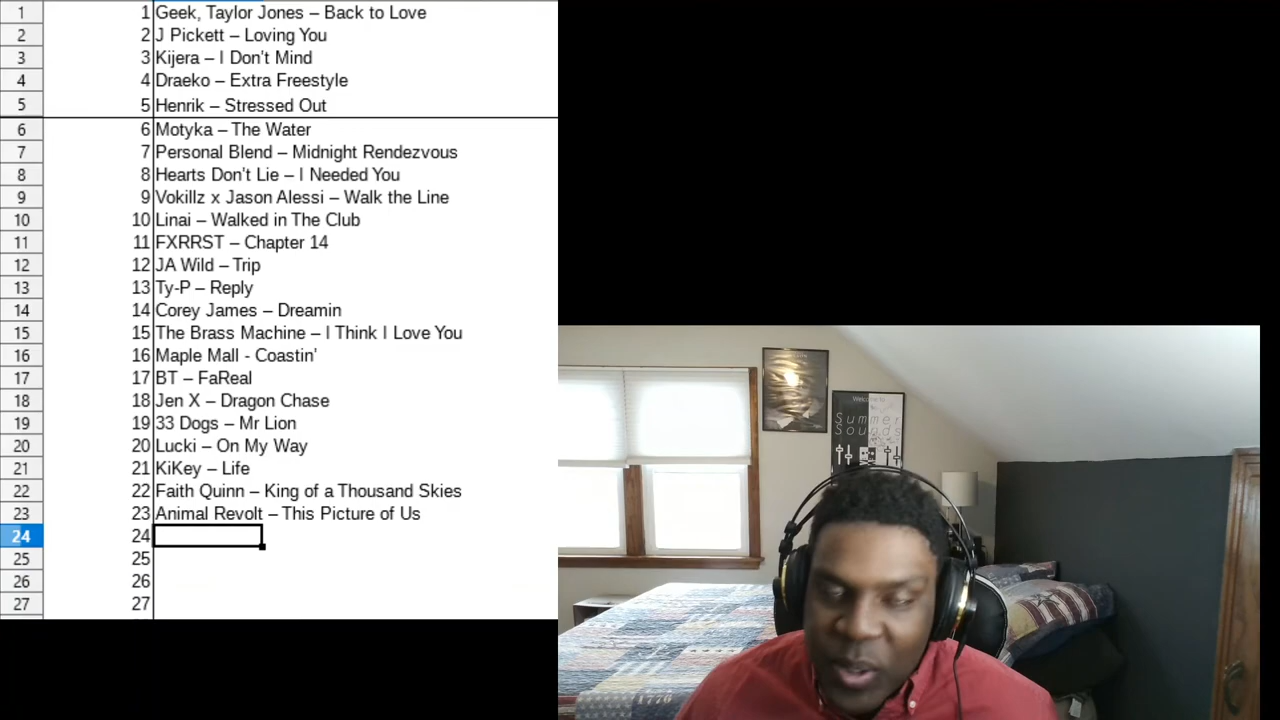 1 1 Geek, Taylor Jones – Back to Love
2 2 J Pickett – Loving You
3 3 Kijera – I Don’t Mind
4 4 Draeko – Extra Freestyle
5 5 Henrik – Stressed Out
6 6 Motyka – The Water
7 7 Personal Blend – Midnight Rendezvous
8 8 Hearts Don’t Lie – I Needed You
9 9 Vokillz x Jason Alessi – Walk the Line
10 10 Linai – Walked in The Club
11 11 FXRRST – Chapter 14
12 12 JA Wild – Trip
13 13 Ty-P – Reply
14 14 Corey James – Dreamin
15 15 The Brass Machine – I Think I Love You
16 16 Maple Mall - Coastin’
17 17 BT – FaReal
18 18 Jen X – Dragon Chase
19 19 33 Dogs – Mr Lion
20 20 Lucki – On My Way
21 21 KiKey – Life
22 22 Faith Quinn – King of a Thousand Skies
23 23 Animal Revolt – This Picture of Us
24 24
25 25
26 26
27 27
Welcome to
Summer
Sounds
1776